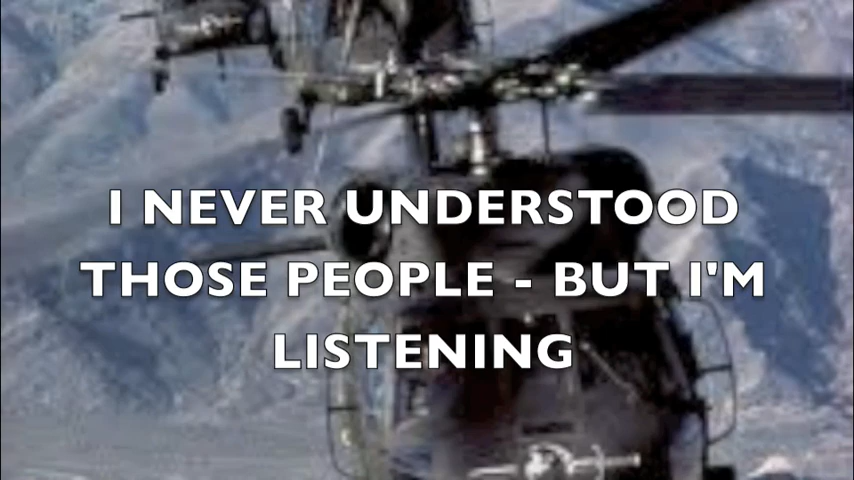 I NEVER UNDERSTOOD
THOSE PEOPLE - BUT I'M
LISTENING